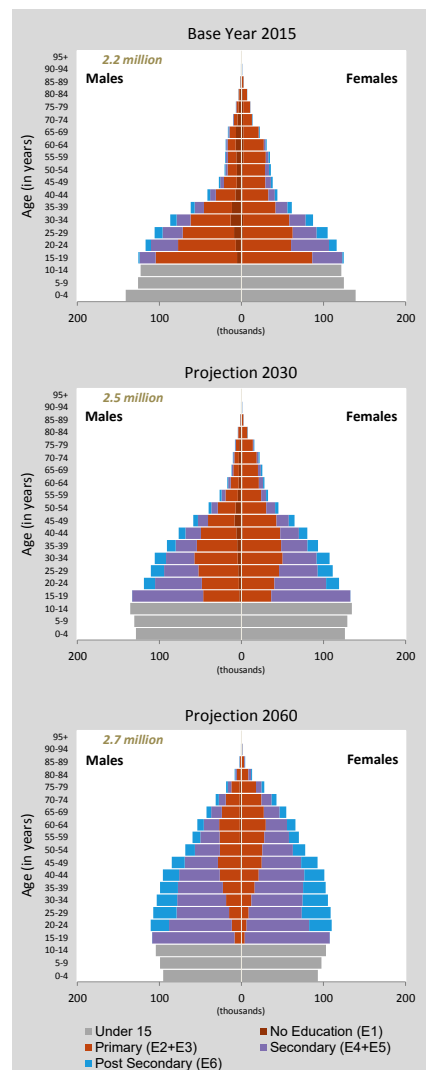 Base Year 2015
2.2 million
Males
Females
Age (in years)
95+
90-94
85-89
80-84
75-79
70-74
65-69
60-64
55-59
50-54
45-49
40-44
35-39
30-34
25-29
20-24
15-19
10-14
5-9
0-4
200 100 0 100 200
(thousands)
Projection 2030
2.5 million
Males
Females
Age (in years)
95+
90-94
85-89
80-84
75-79
70-74
65-69
60-64
55-59
50-54
45-49
40-44
35-39
30-34
25-29
20-24
15-19
10-14
5-9
0-4
200 100 0 100 200
(thousands)
Projection 2060
2.7 million
Males
Females
Age (in years)
95+
90-94
85-89
80-84
75-79
70-74
65-69
60-64
55-59
50-54
45-49
40-44
35-39
30-34
25-29
20-24
15-19
10-14
5-9
0-4
200 100 0 100 200
(thousands)
Under 15 No Education (E1)
Primary (E2+E3) Secondary (E4+E5)
Post Secondary (E6)